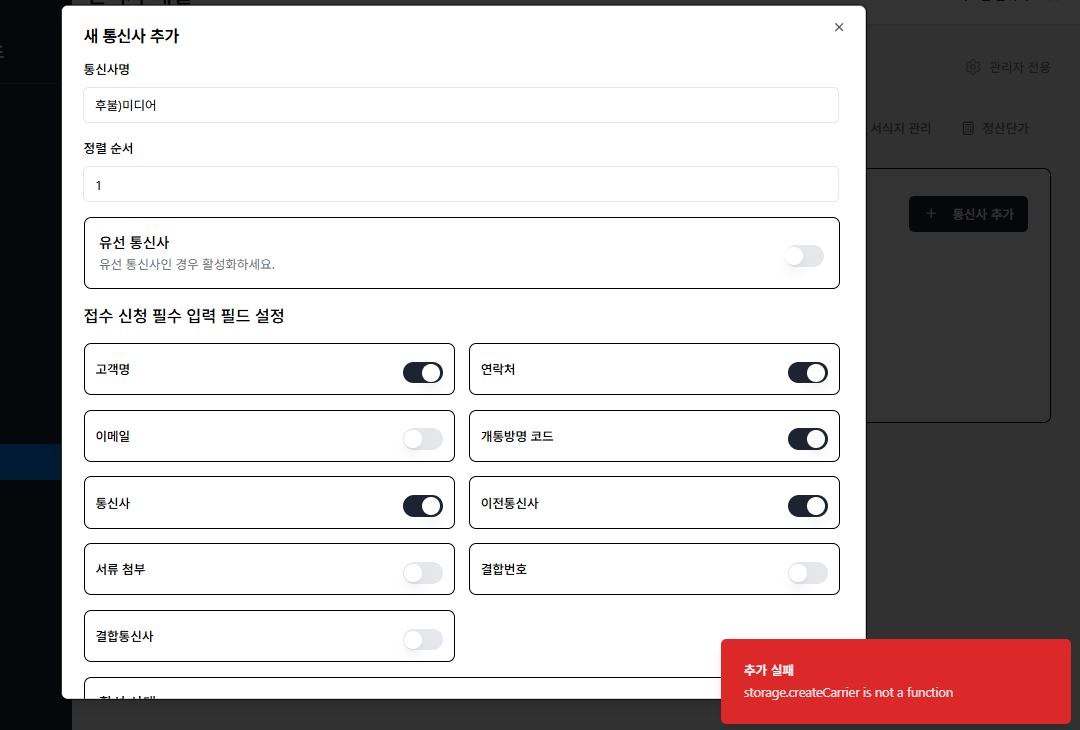 새 통신사 추가
통신사명
후불)미디어
정렬 순서
1
유선 통신사
유선 통신사인 경우 활성화하세요.
접수 신청 필수 입력 필드 설정
고객명
연락처
이메일
개통방명 코드
통신사
이전통신사
서류 첨부
결합번호
결합통신사
관리자 전용
서식지 관리
정산단가
통신사 추가
추가 실패
storage.createCarrier is not a function